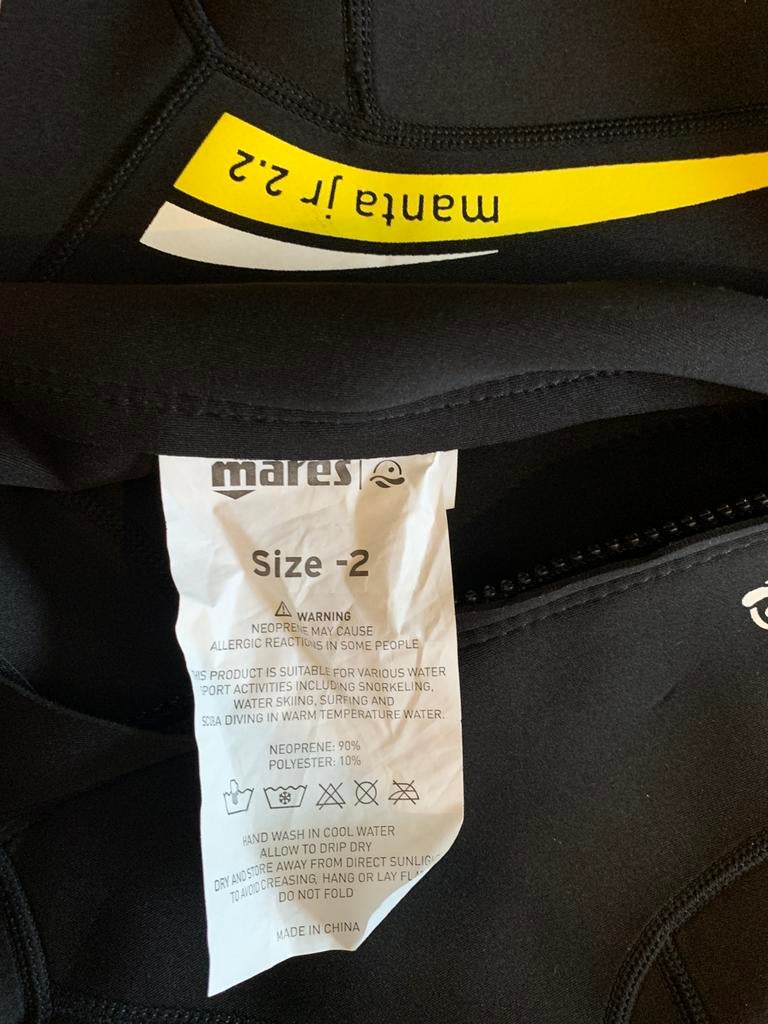 manta jr 2.2
mares
Size -2
WARNING
NEOPRENE MAY CAUSE
ALLERGIC REACTIONS IN SOME PEOPLE
THIS PRODUCT IS SUITABLE FOR VARIOUS WATER
SPORT ACTIVITIES INCLUDING SNORKELING,
WATER SKIING, SURFING AND
SCUBA DIVING IN WARM TEMPERATURE WATER.
NEOPRENE: 90%
POLYESTER: 10%
HAND WASH IN COOL WATER
ALLOW TO DRIP DRY
DRY AND STORE AWAY FROM DIRECT SUNLIGHT
TO AVOID CREASING, HANG OR LAY FLAT
DO NOT FOLD
MADE IN CHINA